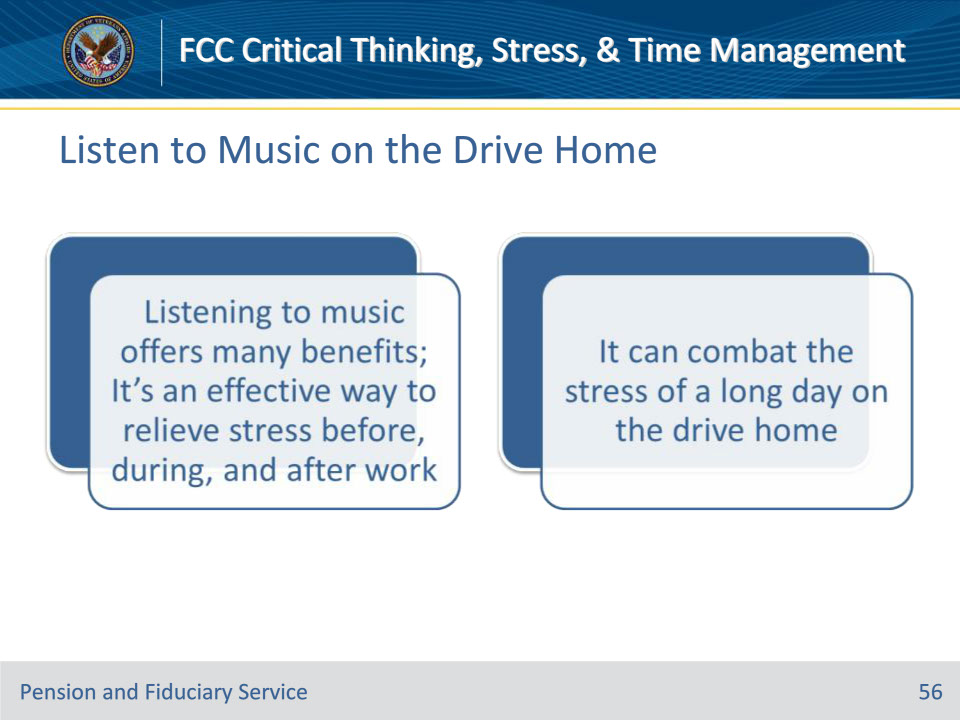 FCC Critical Thinking, Stress, & Time Management
Listen to Music on the Drive Home
Listening to music
offers many benefits;
It's an effective way to
relieve stress before,
during, and after work
It can combat the
stress of a long day on
the drive home
Pension and Fiduciary Service
56